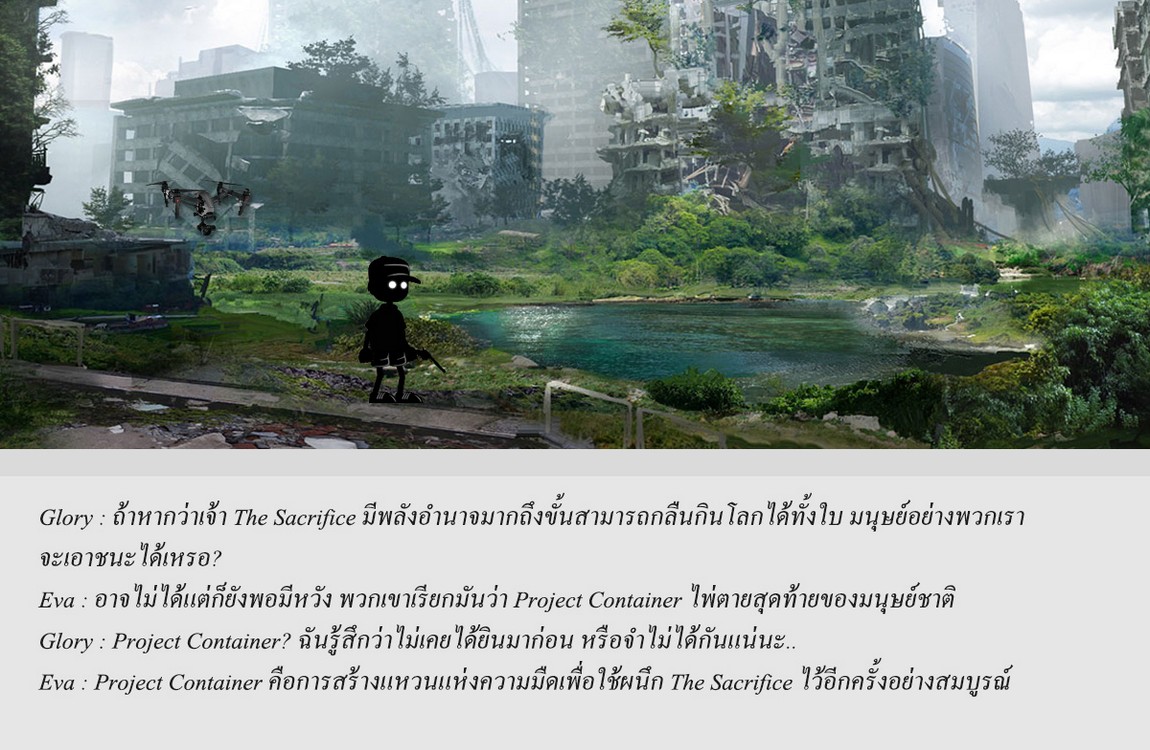 Glory : ถ้าหากว่าเจ้า The Sacrifice มีพลังอำนาจมากถึงขั้นสามารถกลืนกินโลกได้ทั้งใบ มนุษย์อย่างพวกเรา
จะเอาชนะได้เหรอ?
Eva : อาจไม่ได้แต่ก็ยังพอมีหวัง พวกเขาเรียกมันว่า Project Container ไพ่ตายสุดท้ายของมนุษย์ชาติ
Glory : Project Container? ฉันรู้สึกว่าไม่เคยได้ยินมาก่อน หรือจำไม่ได้กันแน่นะ..
Eva : Project Container คือการสร้างแหวนแห่งความมืดเพื่อใช้ผนึก The Sacrifice ไว้อีกครั้งอย่างสมบูรณ์